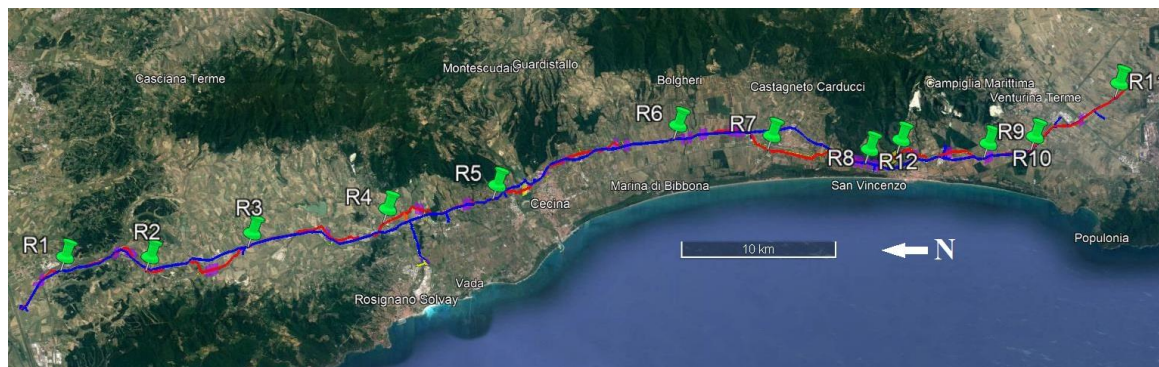 Casciana Terme
Montescudaio
Guardistallo
Bolgheri
Castagneto Carducci
Campiglia Marittima
Venturina Terme
R1
R2
R3
R4
R5
R6
R7
R8
R12
R9
R10
R11
Cecina
Marina di Bibbona
San Vincenzo
Populonia
10 km
N
Vada
Rosignano Solvay